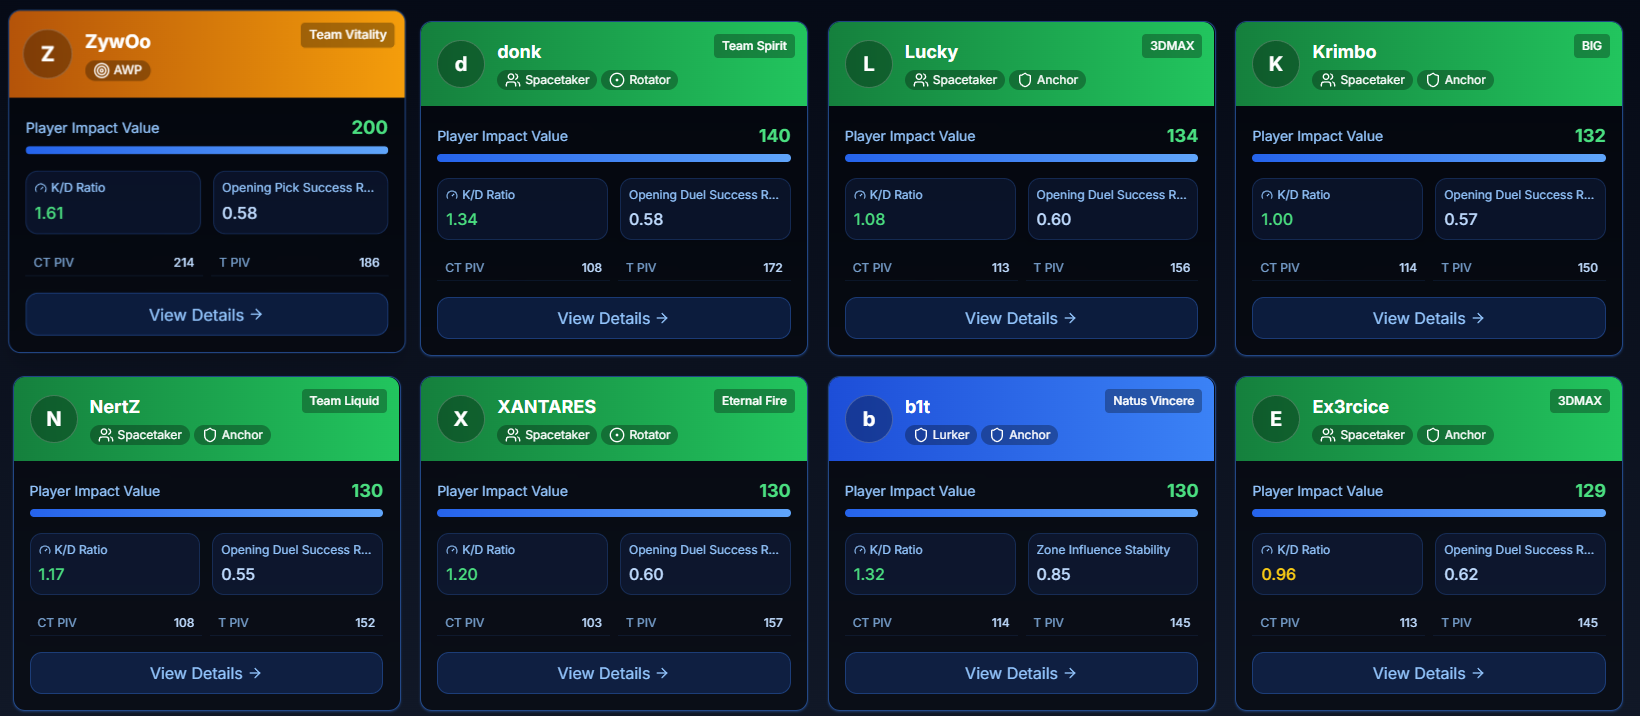 Z
ZywOo
Team Vitality
AWP
Player Impact Value 200
K/D Ratio
1.61
Opening Pick Success R...
0.58
CT PIV 214 T PIV 186
View Details →
d
donk
Team Spirit
Spacetaker Rotator
Player Impact Value 140
K/D Ratio
1.34
Opening Duel Success R...
0.58
CT PIV 108 T PIV 172
View Details →
L
Lucky
3DMAX
Spacetaker Anchor
Player Impact Value 134
K/D Ratio
1.08
Opening Duel Success R...
0.60
CT PIV 113 T PIV 156
View Details →
K
Krimbo
BIG
Spacetaker Anchor
Player Impact Value 132
K/D Ratio
1.00
Opening Duel Success R...
0.57
CT PIV 114 T PIV 150
View Details →
N
NertZ
Team Liquid
Spacetaker Anchor
Player Impact Value 130
K/D Ratio
1.17
Opening Duel Success R...
0.55
CT PIV 108 T PIV 152
View Details →
X
XANTARES
Eternal Fire
Spacetaker Rotator
Player Impact Value 130
K/D Ratio
1.20
Opening Duel Success R...
0.60
CT PIV 103 T PIV 157
View Details →
b
b1t
Natus Vincere
Lurker Anchor
Player Impact Value 130
K/D Ratio
1.32
Zone Influence Stability
0.85
CT PIV 114 T PIV 145
View Details →
E
Ex3rcice
3DMAX
Spacetaker Anchor
Player Impact Value 129
K/D Ratio
0.96
Opening Duel Success R...
0.62
CT PIV 113 T PIV 145
View Details →